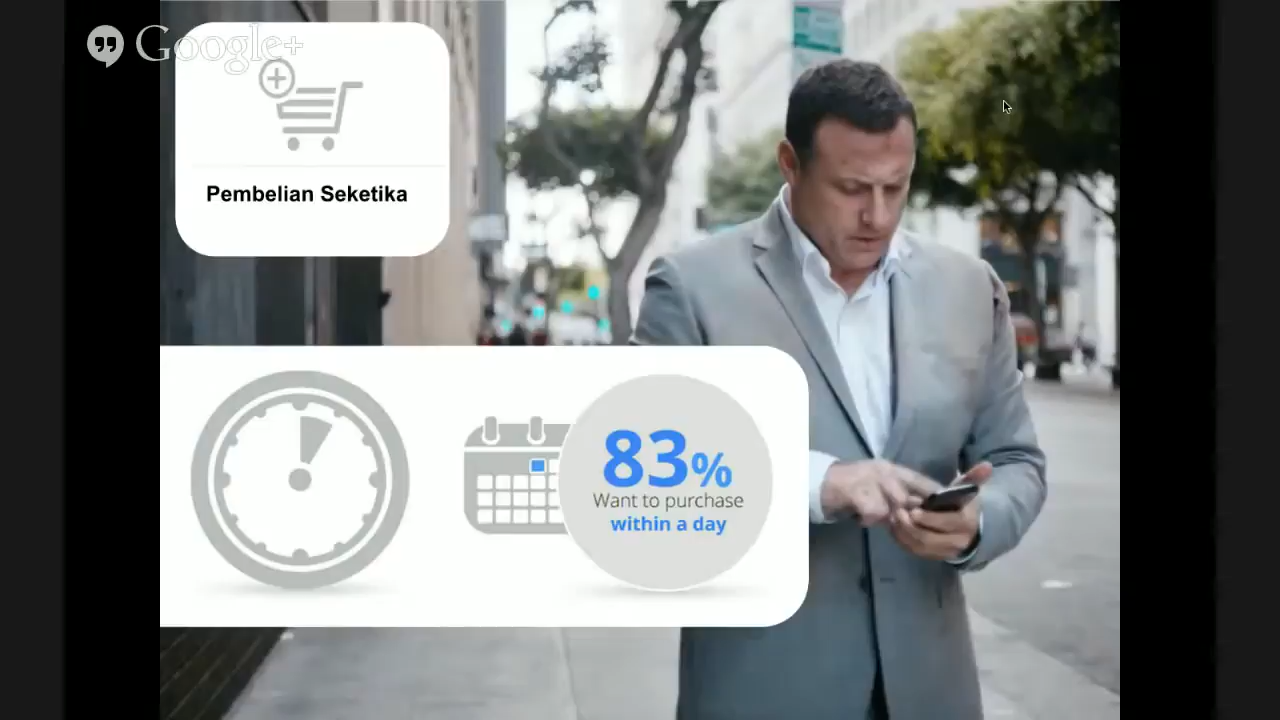 Google+
Pembelian Seketika
83%
Want to purchase
within a day